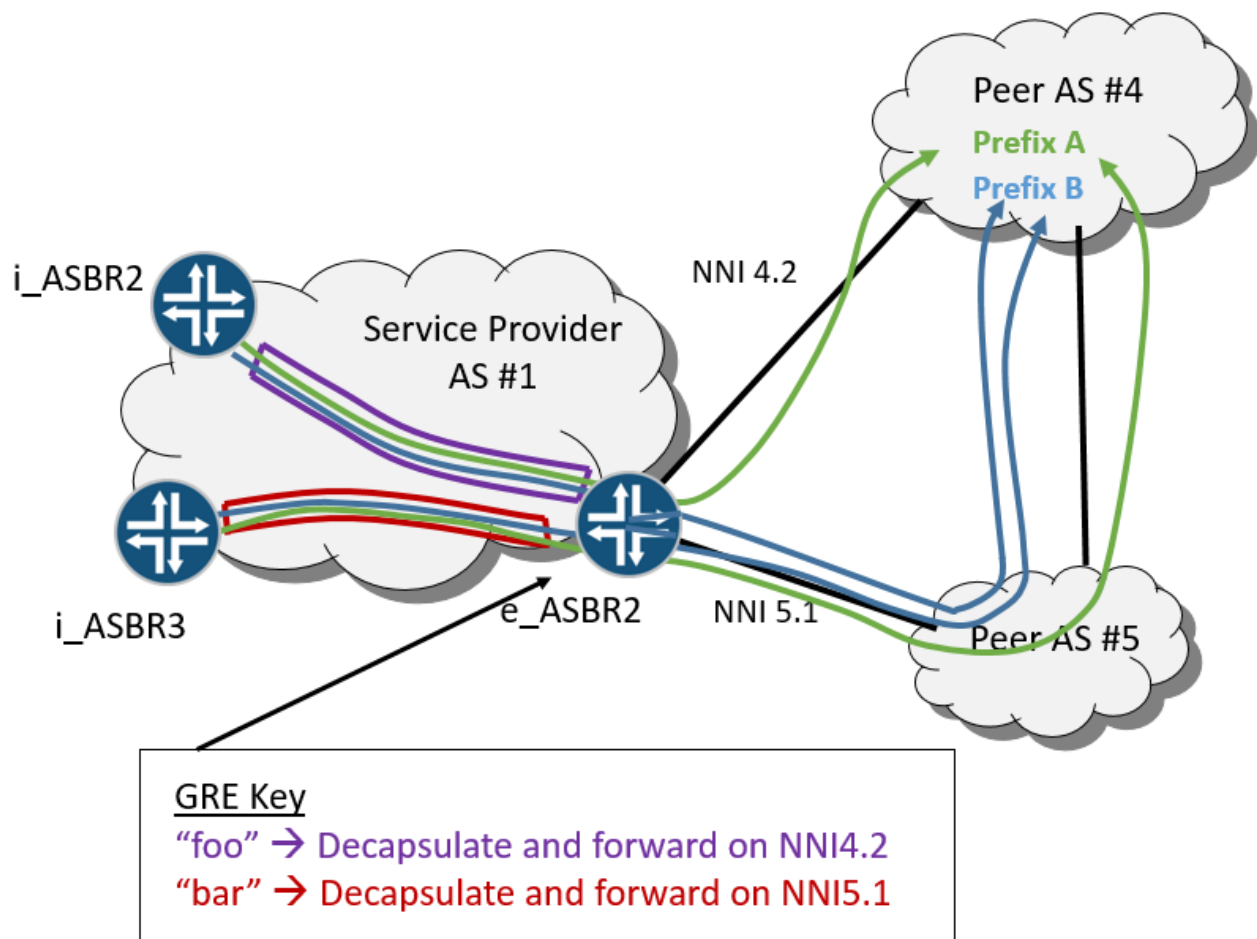 Peer AS #4
Prefix A
Prefix B
i_ASBR2
NNI 4.2
Service Provider
AS #1
i_ASBR3
e_ASBR2
NNI 5.1
Peer AS #5
GRE Key
“foo” → Decapsulate and forward on NNI4.2
“bar” → Decapsulate and forward on NNI5.1